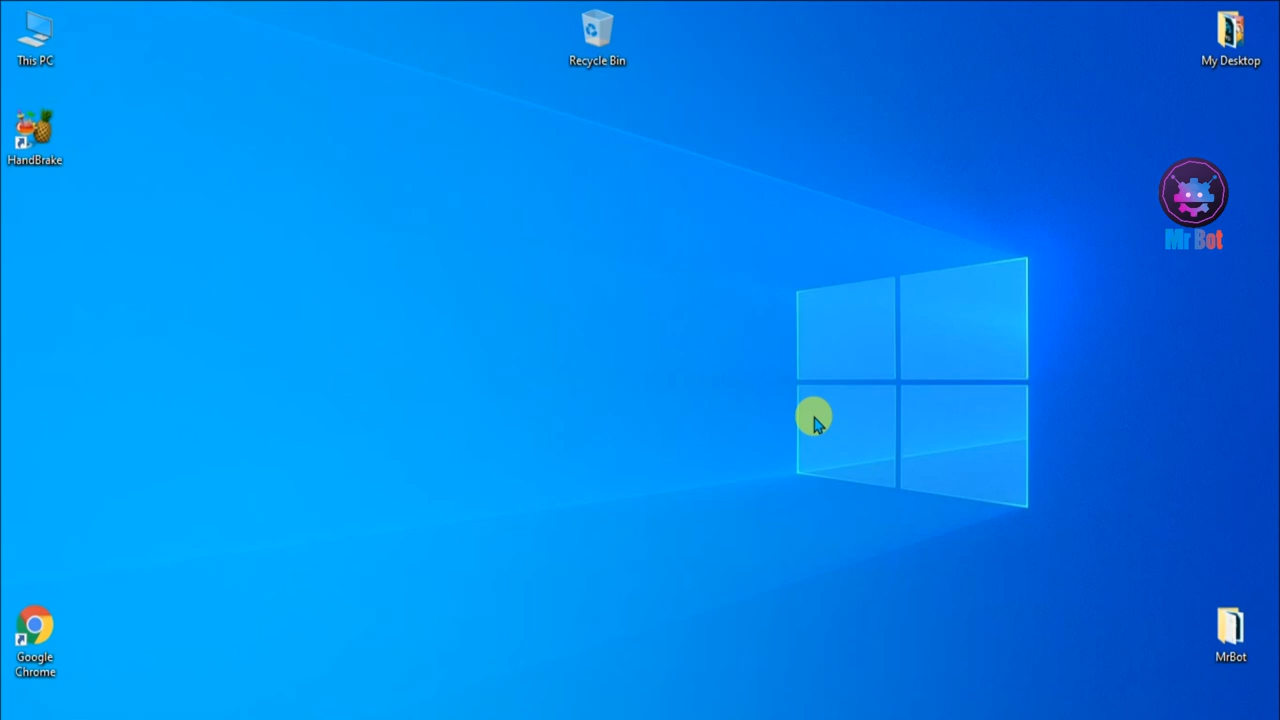 This PC
Recycle Bin
My Desktop
HandBrake
Mr Bot
Google
Chrome
MrBot